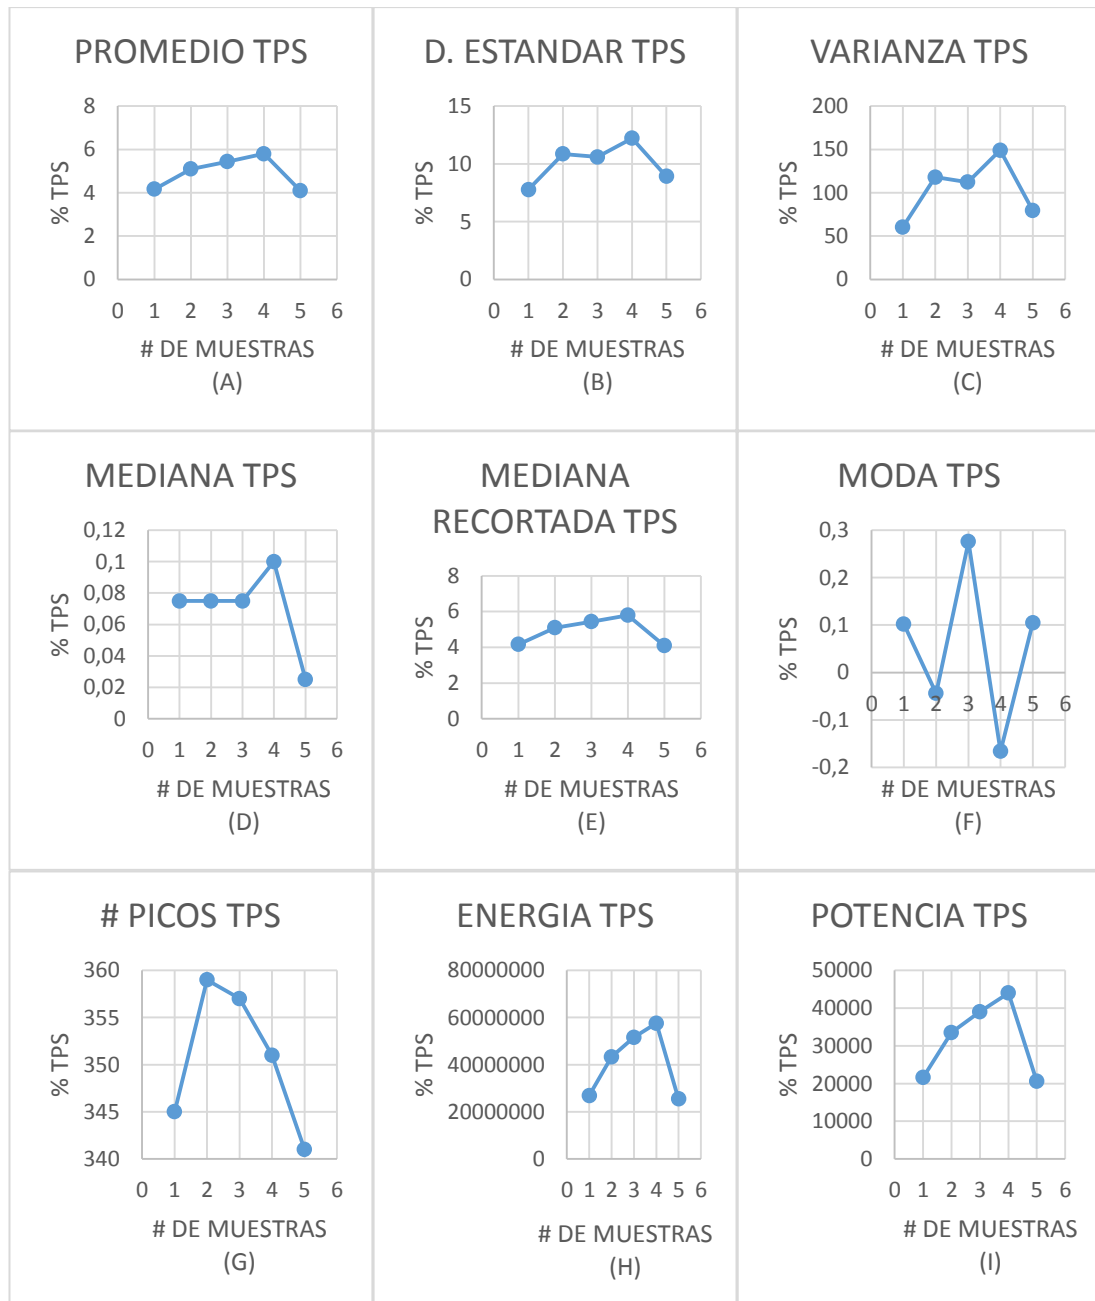 PROMEDIO TPS
8
6
4
2
0
% TPS
0 1 2 3 4 5 6
# DE MUESTRAS
(A)
D. ESTANDAR TPS
15
10
5
0
% TPS
0 1 2 3 4 5 6
# DE MUESTRAS
(B)
VARIANZA TPS
200
150
100
50
0
% TPS
0 1 2 3 4 5 6
# DE MUESTRAS
(C)
MEDIANA TPS
0,12
0,1
0,08
0,06
0,04
0,02
0
% TPS
0 1 2 3 4 5 6
# DE MUESTRAS
(D)
MEDIANA
RECORTADA TPS
8
6
4
2
0
% TPS
0 1 2 3 4 5 6
# DE MUESTRAS
(E)
MODA TPS
0,3
0,2
0,1
0
-0,1
-0,2
% TPS
0 1 2 3 4 5 6
# DE MUESTRAS
(F)
# PICOS TPS
360
355
350
345
340
% TPS
0 1 2 3 4 5 6
# DE MUESTRAS
(G)
ENERGIA TPS
80000000
60000000
40000000
20000000
0
% TPS
0 1 2 3 4 5 6
# DE MUESTRAS
(H)
POTENCIA TPS
50000
40000
30000
20000
10000
0
% TPS
0 1 2 3 4 5 6
# DE MUESTRAS
(I)